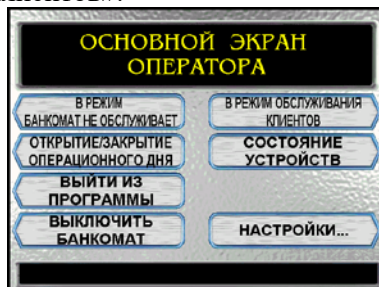 ОСНОВНОЙ ЭКРАН
ОПЕРАТОРА
В РЕЖИМ
БАНКОМАТ НЕ ОБСЛУЖИВАЕТ
В РЕЖИМ ОБСЛУЖИВАНИЯ
КЛИЕНТОВ
ОТКРЫТИЕ/ЗАКРЫТИЕ
ОПЕРАЦИОННОГО ДНЯ
СОСТОЯНИЕ
УСТРОЙСТВ
ВЫЙТИ ИЗ
ПРОГРАММЫ
ВЫКЛЮЧИТЬ
БАНКОМАТ
НАСТРОЙКИ...